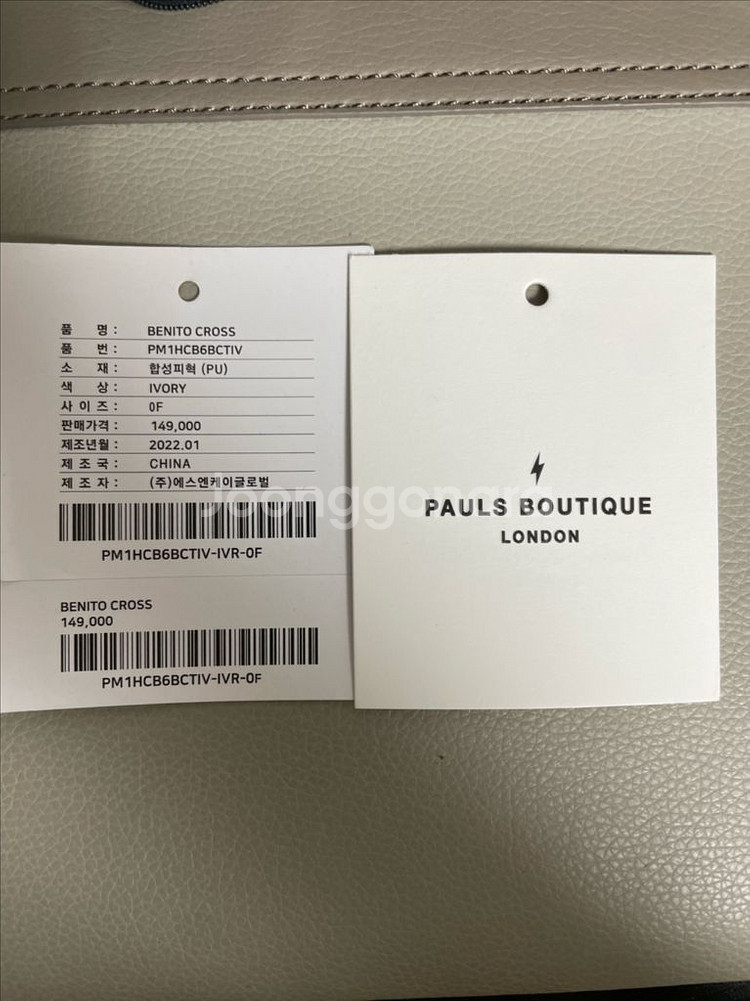 품 명 : BENITO CROSS
품 번 : PM1HCB6BCTIV
소 재 : 합성피혁 (PU)
색 상 : IVORY
사 이 즈 : 0F
판매가격 : 149,000
제조년월 : 2022.01
제 조 국 : CHINA
제 조 자 : (주)에스엔케이글로벌
PM1HCB6BCTIV-IVR-0F
BENITO CROSS
149,000
PM1HCB6BCTIV-IVR-0F
PAULS BOUTIQUE
LONDON
Joonggonara